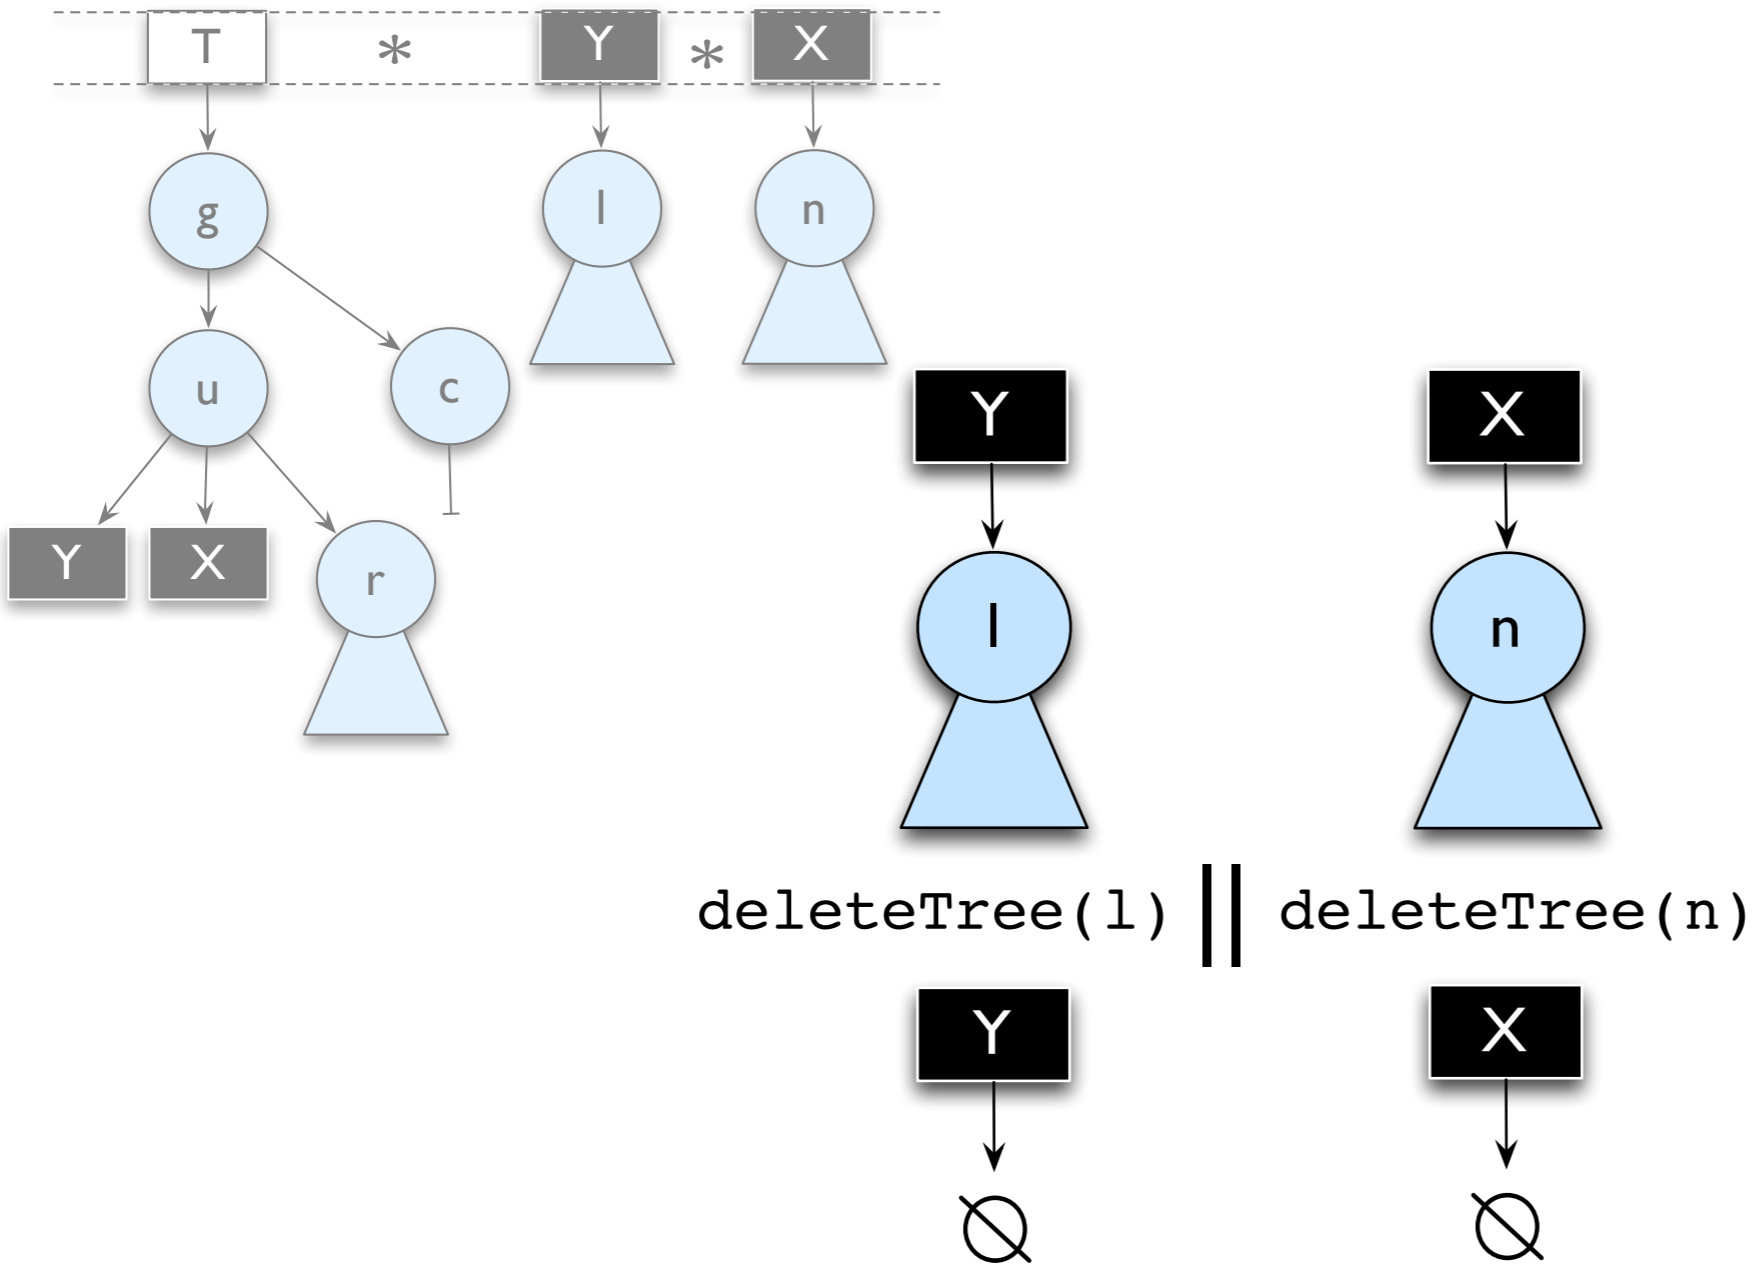 T * Y * X
g l n
u c
Y X r
Y X
l n
deleteTree(l) || deleteTree(n)
Y X
∅ ∅